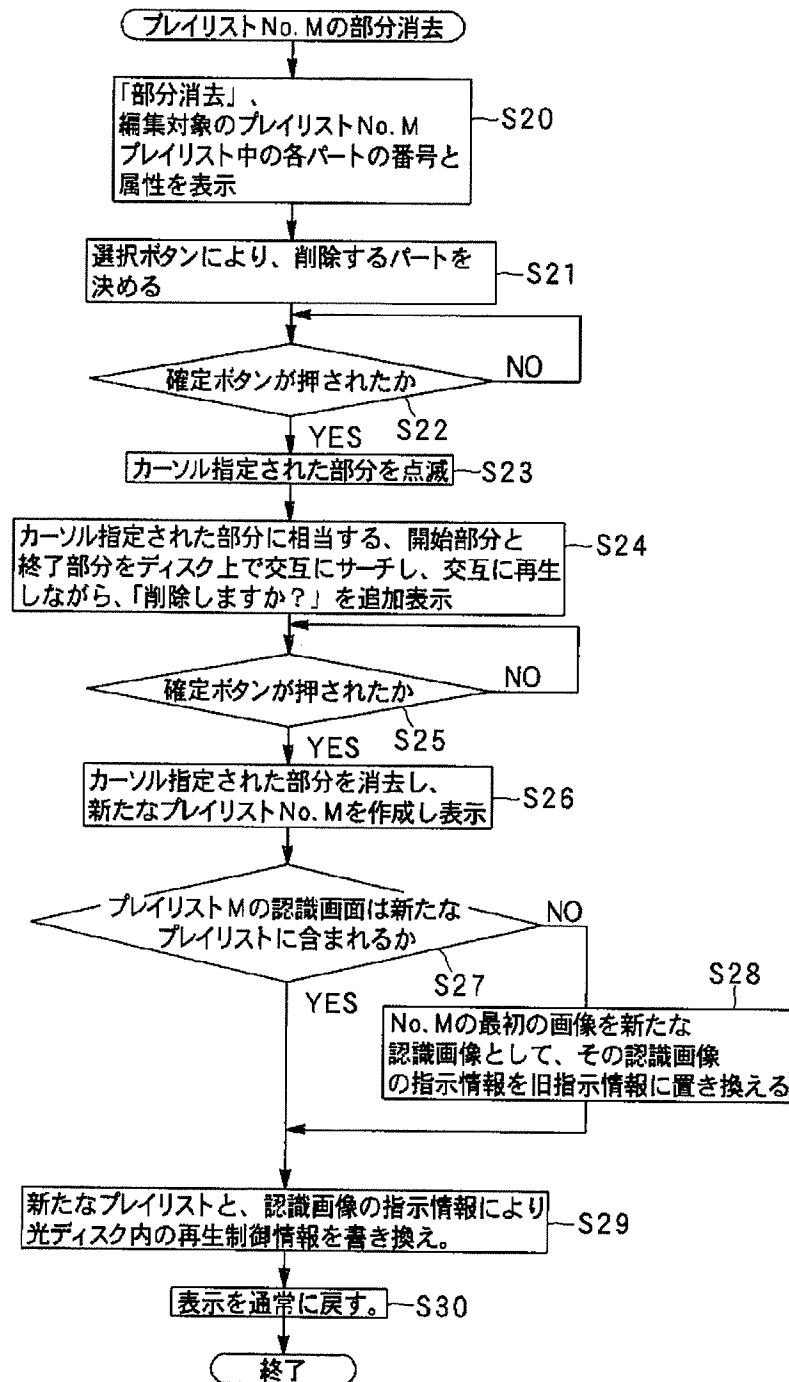 プレイリストNo.Mの部分消去
「部分消去」、
編集対象のプレイリストNo.M
プレイリスト中の各パートの番号と
属性を表示
S20
選択ボタンにより、削除するパートを
決める
S21
確定ボタンが押されたか
NO
S22
YES
カーソル指定された部分を点滅
S23
カーソル指定された部分に相当する、開始部分と
終了部分をディスク上で交互にサーチし、交互に再生
しながら、「削除しますか?」を追加表示
S24
確定ボタンが押されたか
NO
S25
YES
カーソル指定された部分を消去し、
新たなプレイリストNo.Mを作成し表示
S26
プレイリストMの認識画面は新たな
プレイリストに含まれるか
NO
S27
YES
S28
No.Mの最初の画像を新たな
認識画像として、その認識画像
の指示情報を旧指示情報に置き換える
新たなプレイリストと、認識画像の指示情報により
光ディスク内の再生制御情報を書き換え。
S29
表示を通常に戻す。
S30
終了